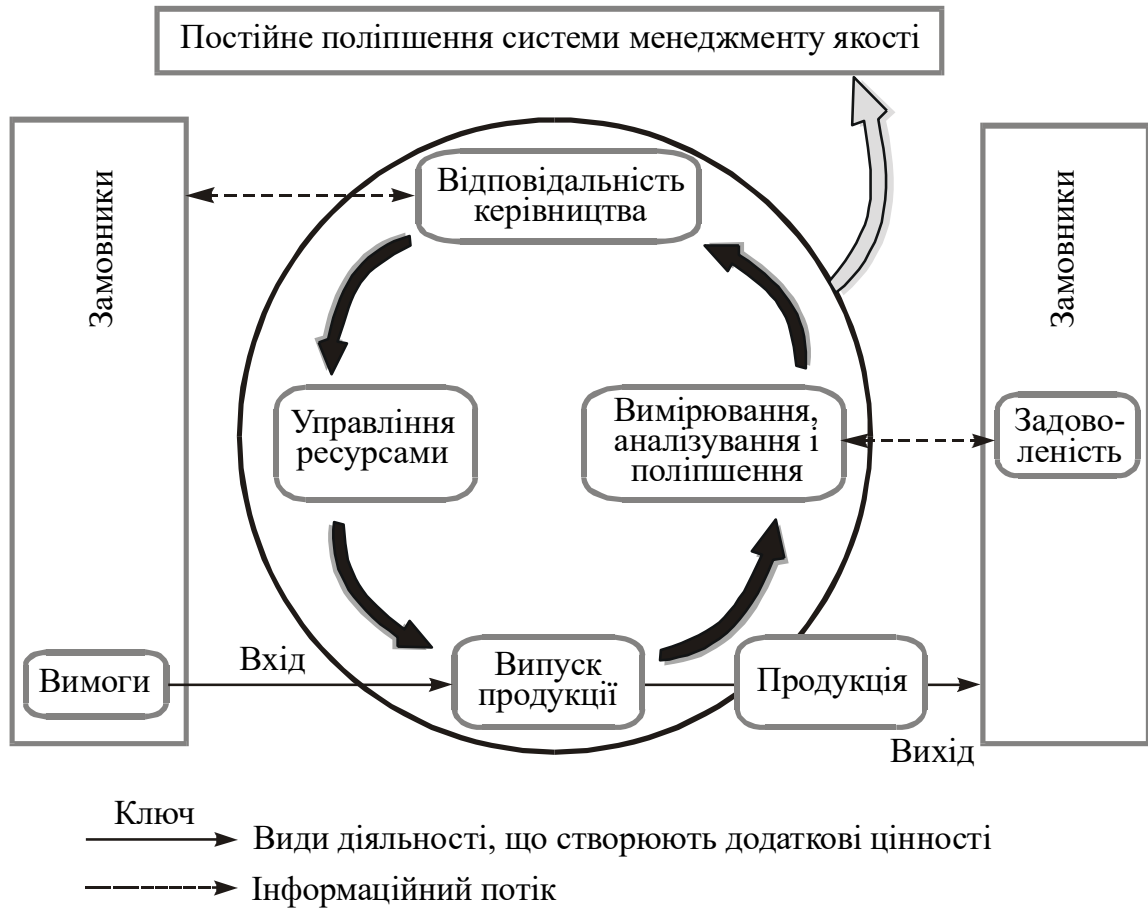 Постійне поліпшення системи менеджменту якості
Замовники
Відповідальність
керівництва
Замовники
Управління
ресурсами
Вимірювання,
аналізування і
поліпшення
Задово-
леність
Вимоги
Вхід
Випуск
продукції
Продукція
Вихід
Ключ
Види діяльності, що створюють додаткові цінності
Інформаційний потік